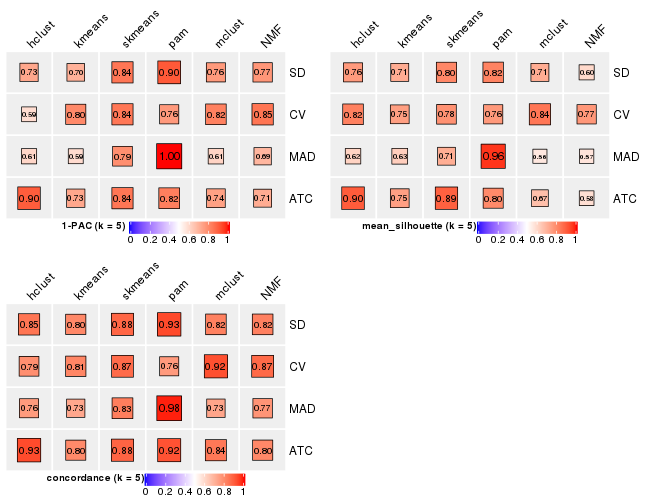 hclust kmeans skmeans pam mclust NMF
0.73 0.70 0.84 0.90 0.76 0.77 SD
0.59 0.80 0.84 0.76 0.82 0.85 CV
0.61 0.59 0.79 1.00 0.61 0.69 MAD
0.90 0.73 0.84 0.82 0.74 0.71 ATC
1-PAC (k = 5)
0 0.2 0.4 0.6 0.8 1
hclust kmeans skmeans pam mclust NMF
0.76 0.71 0.80 0.82 0.71 0.60 SD
0.82 0.75 0.78 0.76 0.84 0.77 CV
0.62 0.63 0.71 0.96 0.56 0.57 MAD
0.90 0.75 0.89 0.80 0.67 0.58 ATC
mean_silhouette (k = 5)
0 0.2 0.4 0.6 0.8 1
hclust kmeans skmeans pam mclust NMF
0.85 0.80 0.88 0.93 0.82 0.82 SD
0.79 0.81 0.87 0.76 0.92 0.87 CV
0.76 0.73 0.83 0.98 0.73 0.77 MAD
0.93 0.80 0.88 0.92 0.84 0.80 ATC
concordance (k = 5)
0 0.2 0.4 0.6 0.8 1